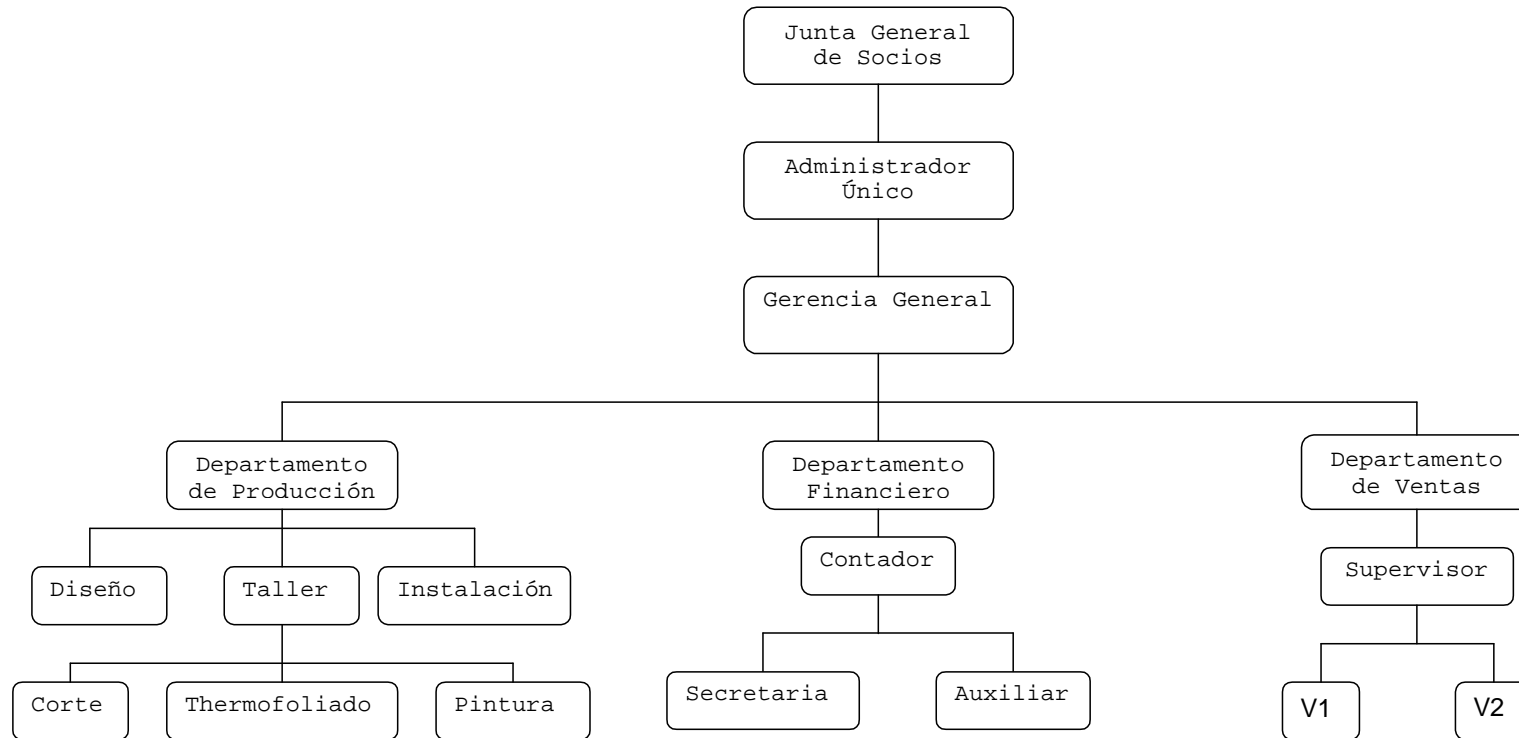 Junta General
de Socios
Administrador
Único
Gerencia General
Departamento
de Producción
Departamento
Financiero
Departamento
de Ventas
Diseño
Taller
Instalación
Contador
Supervisor
Corte
Thermofoliado
Pintura
Secretaria
Auxiliar
V1
V2